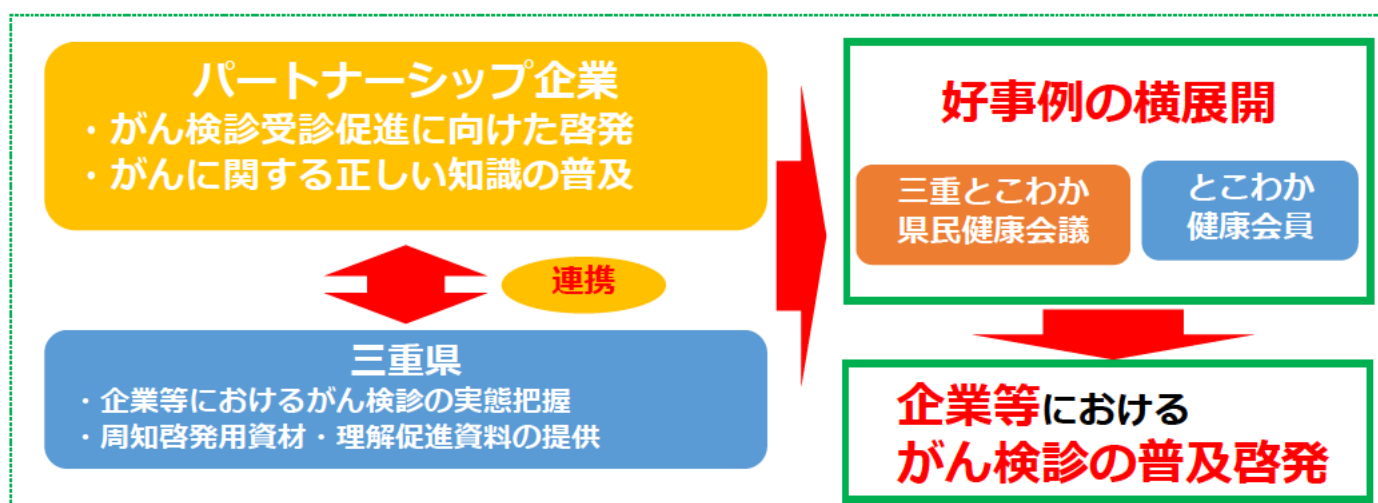 パートナーシップ企業
・がん検診受診促進に向けた啓発
・がんに関する正しい知識の普及
連携
三重県
・企業等におけるがん検診の実態把握
・周知啓発用資材・理解促進資料の提供
好事例の横展開
三重とこわか
県民健康会議
とこわか
健康会員
企業等における
がん検診の普及啓発